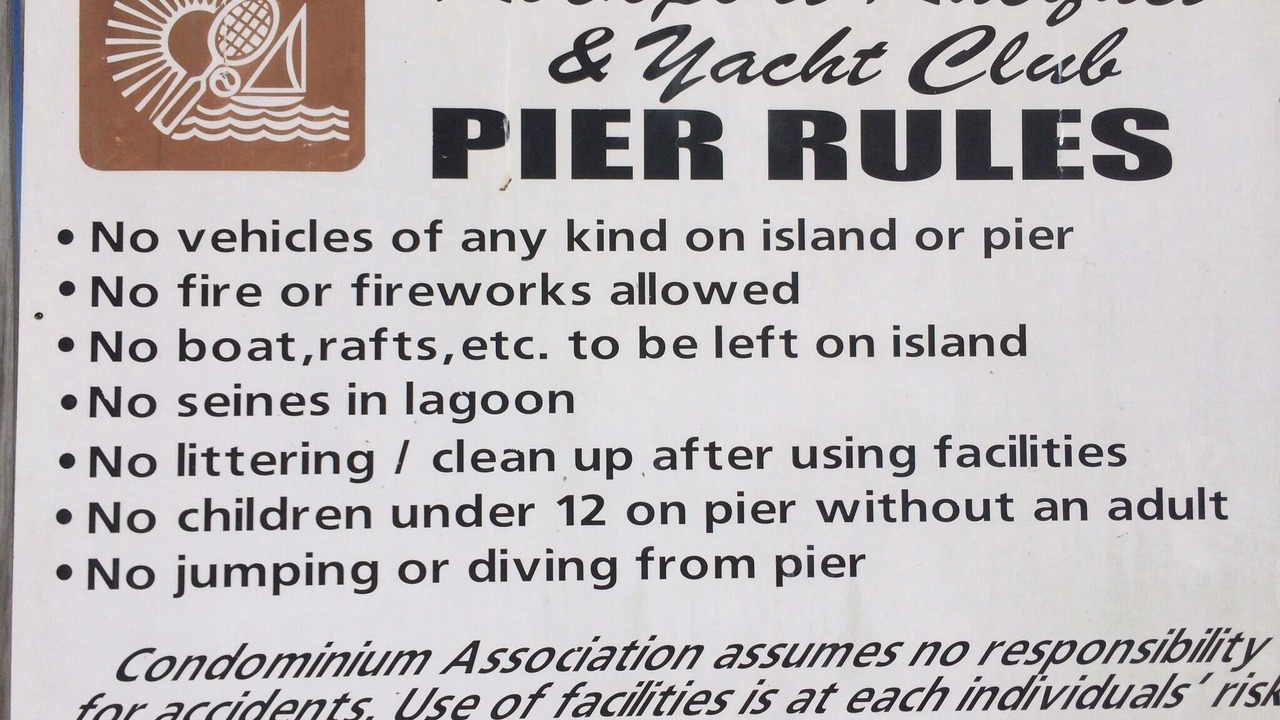 Rockport Racquet
& Yacht Club
PIER RULES
• No vehicles of any kind on island or pier
• No fire or fireworks allowed
• No boat,rafts,etc. to be left on island
• No seines in lagoon
• No littering / clean up after using facilities
• No children under 12 on pier without an adult
• No jumping or diving from pier
Condominium Association assumes no responsibility
for accidents. Use of facilities is at each individuals' risk